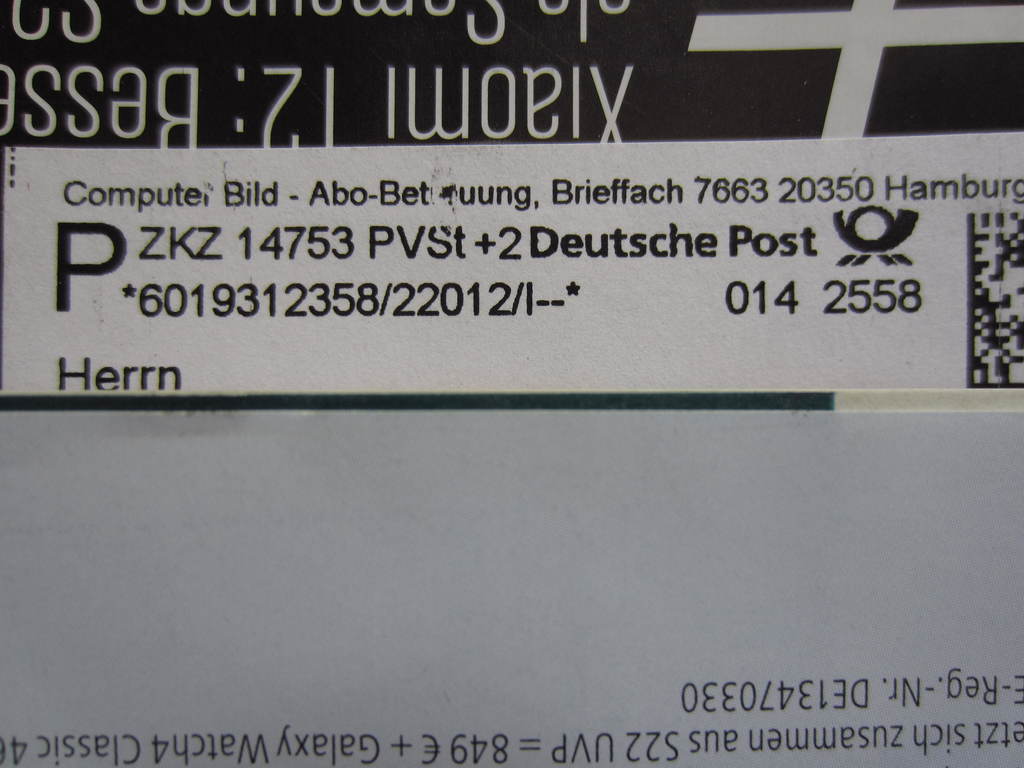 Xiaomi 12: Besse
Computer Bild - Abo-Betreuung, Brieffach 7663 20350 Hamburg
P ZKZ 14753 PVSt +2 Deutsche Post
*6019312358/22012/I--*
014 2558
Herrn
E-Reg.-Nr. DE13470330
etzt sich zusammen aus S22 UVP = 849 € + Galaxy Watch4 Classic 46